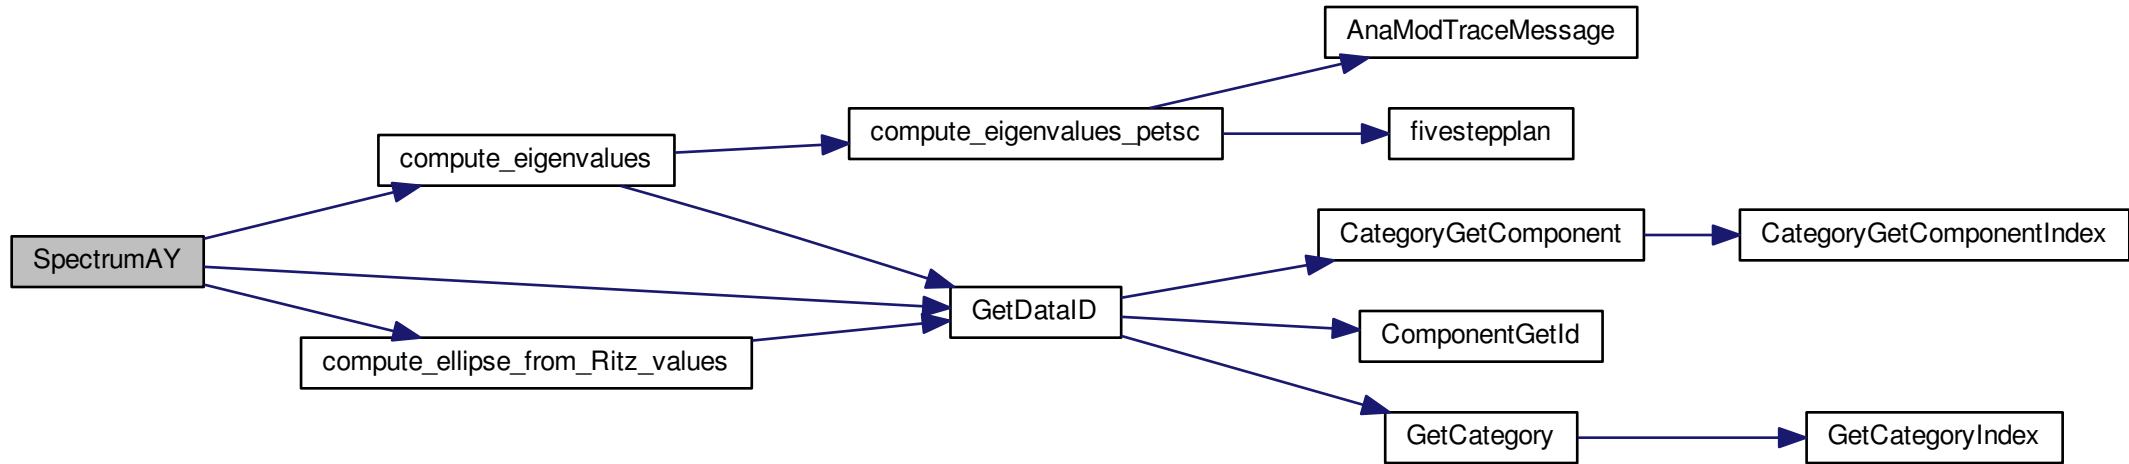 AnaModTraceMessage
compute_eigenvalues_petsc
fivestepplan
compute_eigenvalues
CategoryGetComponent
CategoryGetComponentIndex
SpectrumAY
GetDataID
ComponentGetId
compute_ellipse_from_Ritz_values
GetCategory
GetCategoryIndex